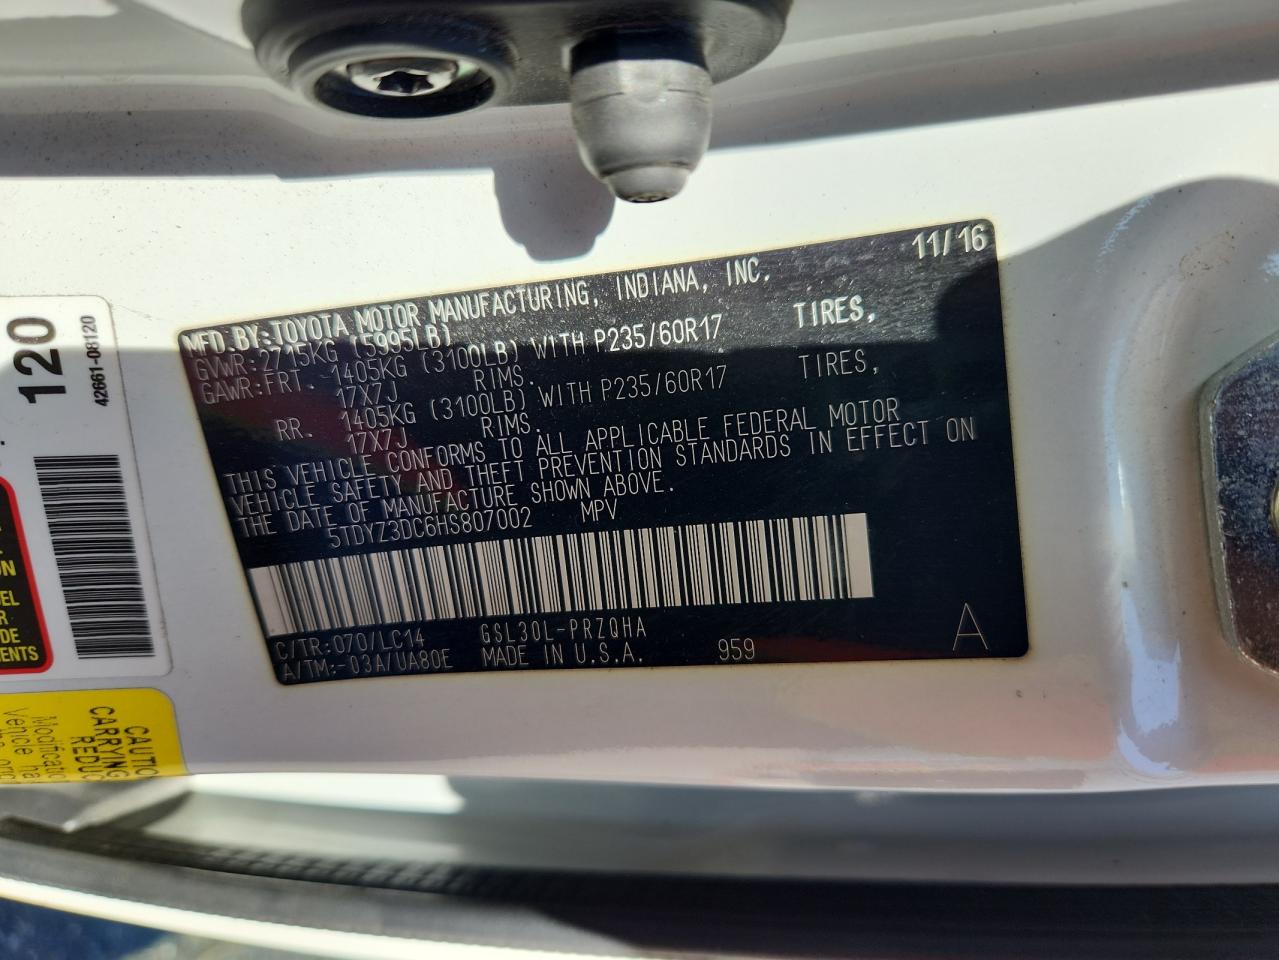 11/16
MFD.BY:TOYOTA MOTOR MANUFACTURING, INDIANA, INC.
GVWR:2715KG (5995LB)
GAWR:FRT. 1405KG (3100LB) WITH P235/60R17 TIRES,
17X7J RIMS.
RR. 1405KG (3100LB) WITH P235/60R17 TIRES,
17X7J RIMS.
THIS VEHICLE CONFORMS TO ALL APPLICABLE FEDERAL MOTOR
VEHICLE SAFETY AND THEFT PREVENTION STANDARDS IN EFFECT ON
THE DATE OF MANUFACTURE SHOWN ABOVE.
5TDYZ3DC6HS807002 MPV
C/TR:070/LC14 GSL30L-PRZQHA
A/TM:-03A/UA80E MADE IN U.S.A. 959
A
120
42661-08120
CARRYING
Modificatio
Vehicle